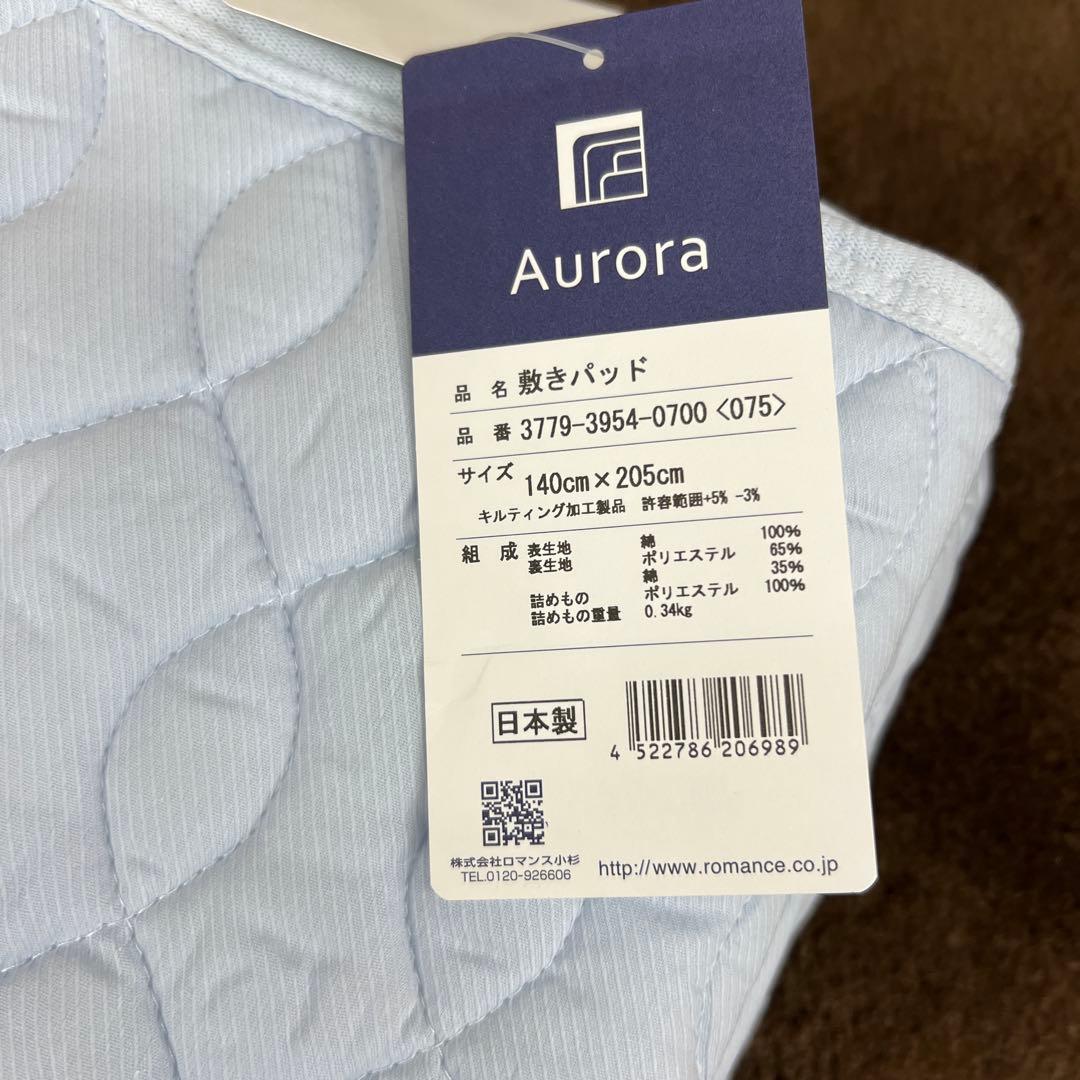 Aurora
品 名 敷きパッド
品 番 3779-3954-0700<075>
サイズ 140cm×205cm
キルティング加工製品 許容範囲+5% -3%
組 成 表生地 綿 100%
裏生地 ポリエステル 65%
綿 35%
詰めもの ポリエステル 100%
詰めもの重量 0.34kg
日本製
4 522786 206989
株式会社ロマンス小杉
TEL.0120-926606
http://www.romance.co.jp